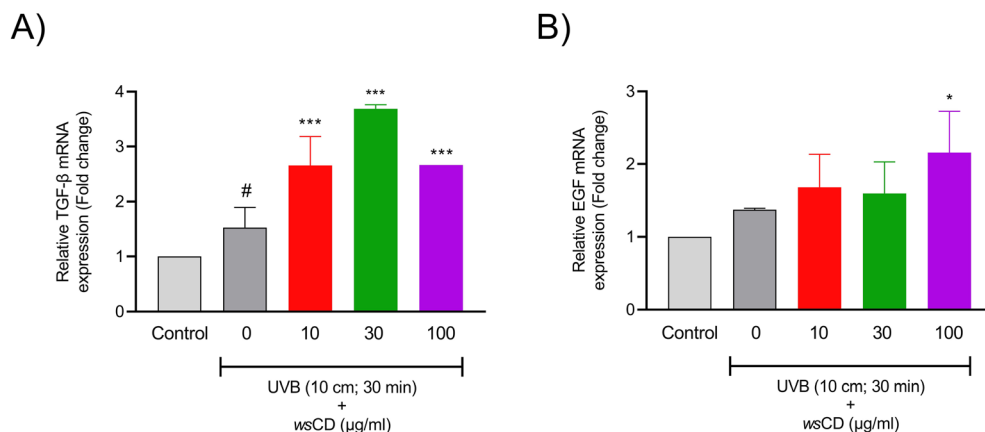 A)
Relative TGF-β mRNA
expression (Fold change)
4
3
2
1
0
#
***
***
***
Control
0
10
30
100
UVB (10 cm; 30 min)
+
wsCD (µg/ml)
B)
Relative EGF mRNA
expression (Fold change)
3
2
1
0
*
Control
0
10
30
100
UVB (10 cm; 30 min)
+
wsCD (µg/ml)